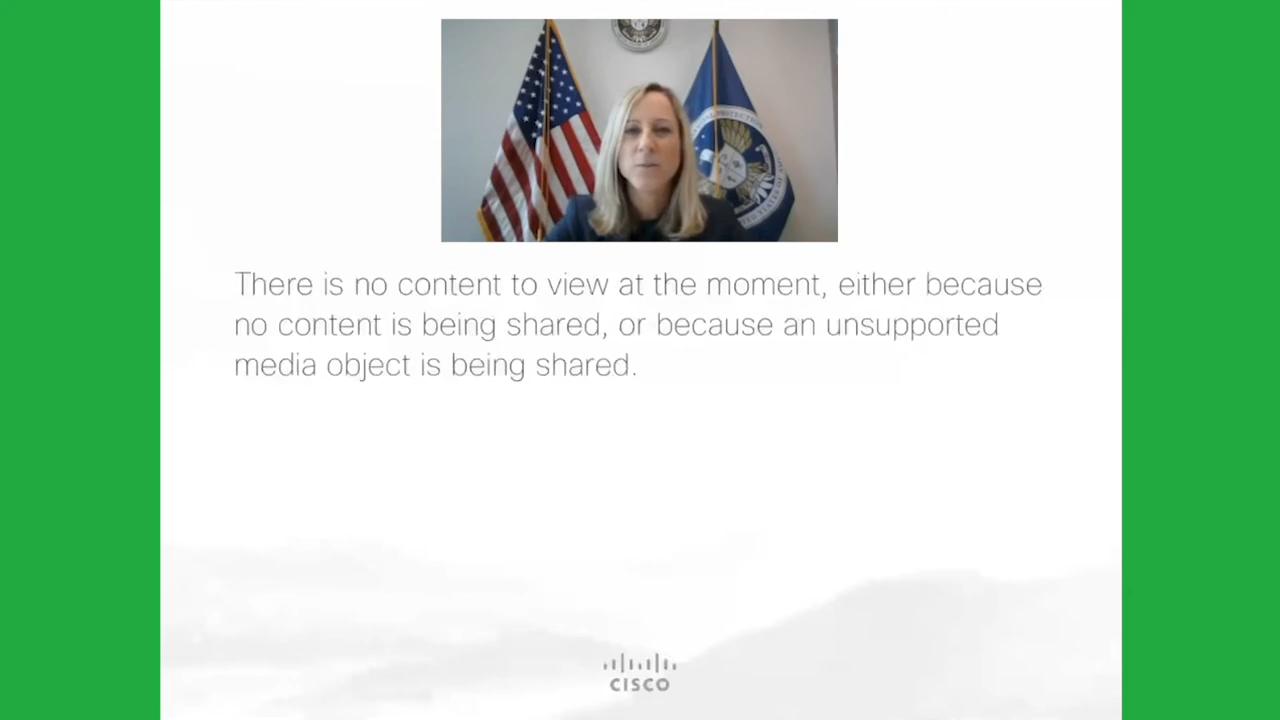 There is no content to view at the moment, either because
no content is being shared, or because an unsupported
media object is being shared.
CISCO